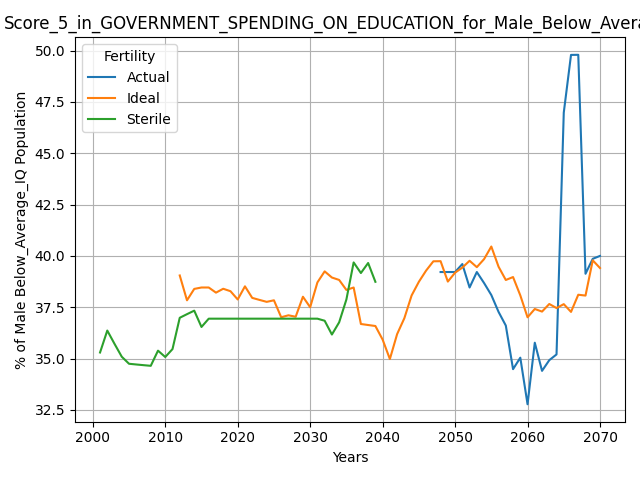 Score_5_in_GOVERNMENT_SPENDING_ON_EDUCATION_for_Male_Below_Avera
Fertility
Actual
Ideal
Sterile
% of Male Below_Average_IQ Population
50.0
47.5
45.0
42.5
40.0
37.5
35.0
32.5
2000 2010 2020 2030 2040 2050 2060 2070
Years